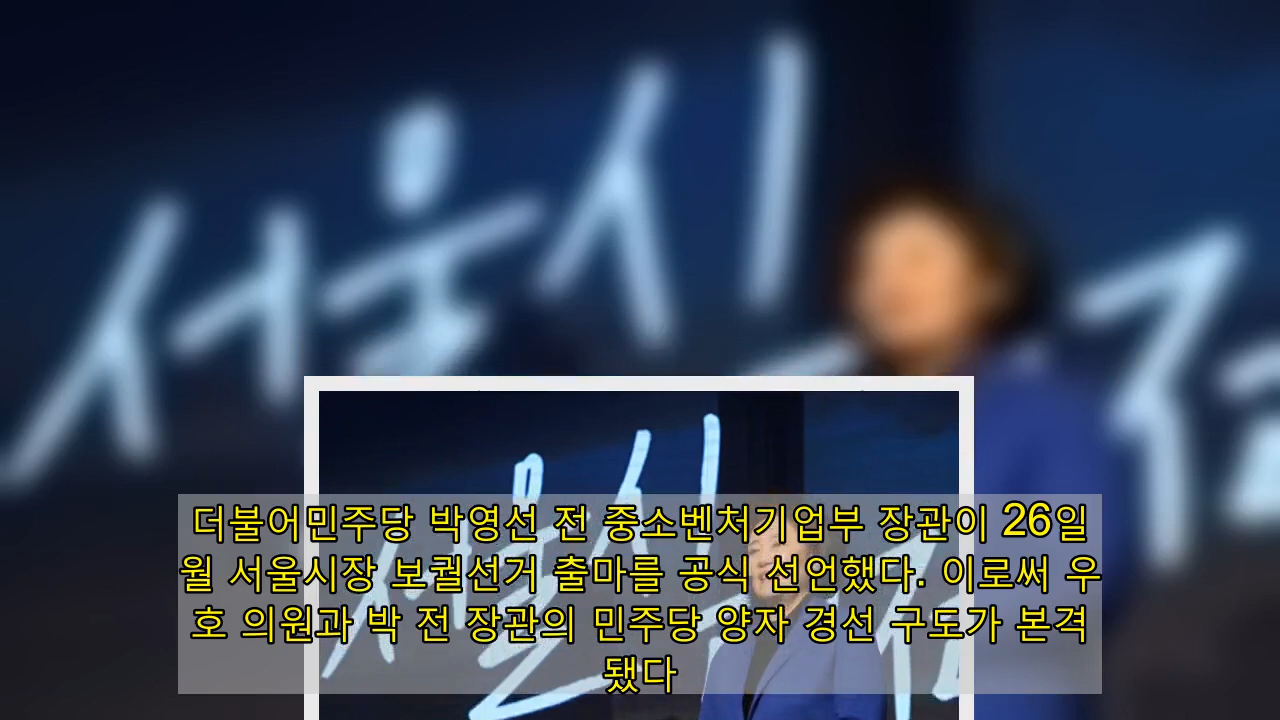 서울시
더불어민주당 박영선 전 중소벤처기업부 장관이 26일
월 서울시장 보궐선거 출마를 공식 선언했다. 이로써 우
호 의원과 박 전 장관의 민주당 양자 경선 구도가 본격
됐다